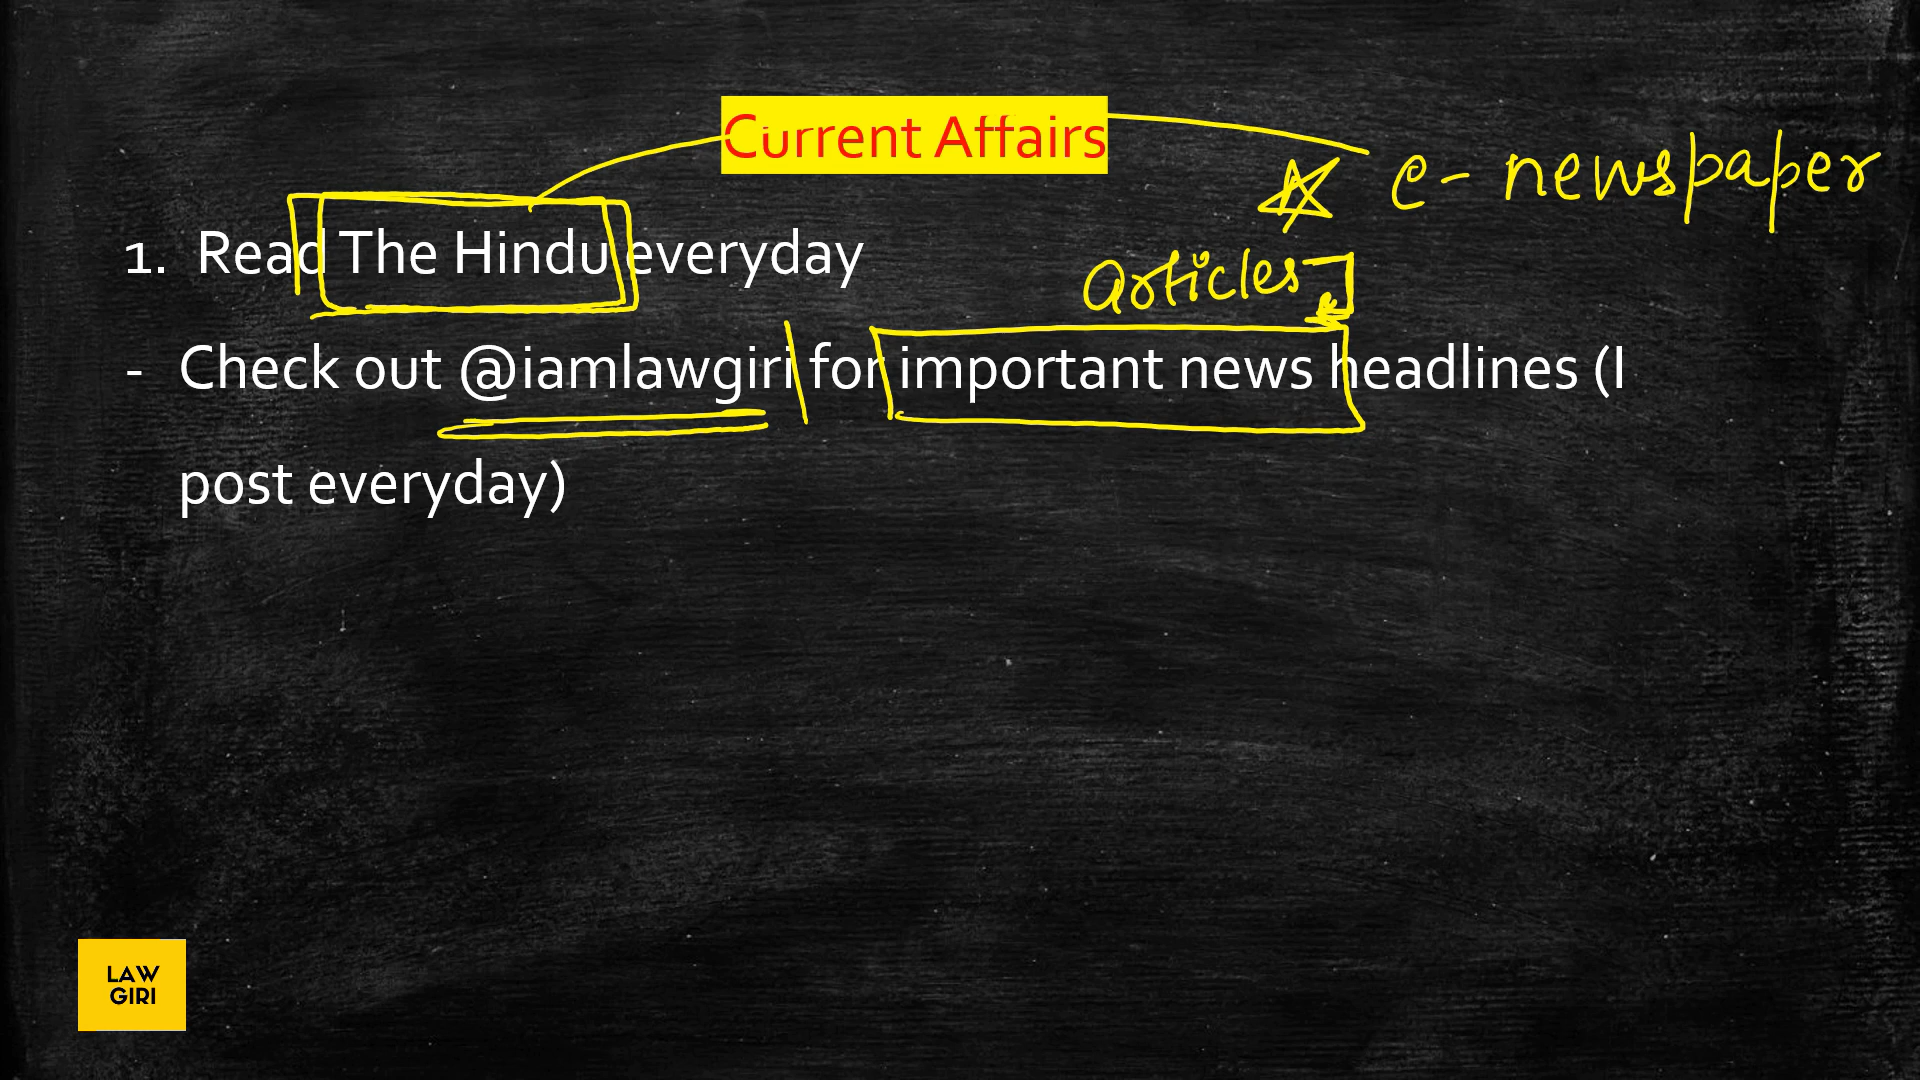 Current Affairs
e- newspaper
1. Read The Hindu everyday
articles
- Check out @iamlawgiri for important news headlines (I
post everyday)
LAW
GIRI